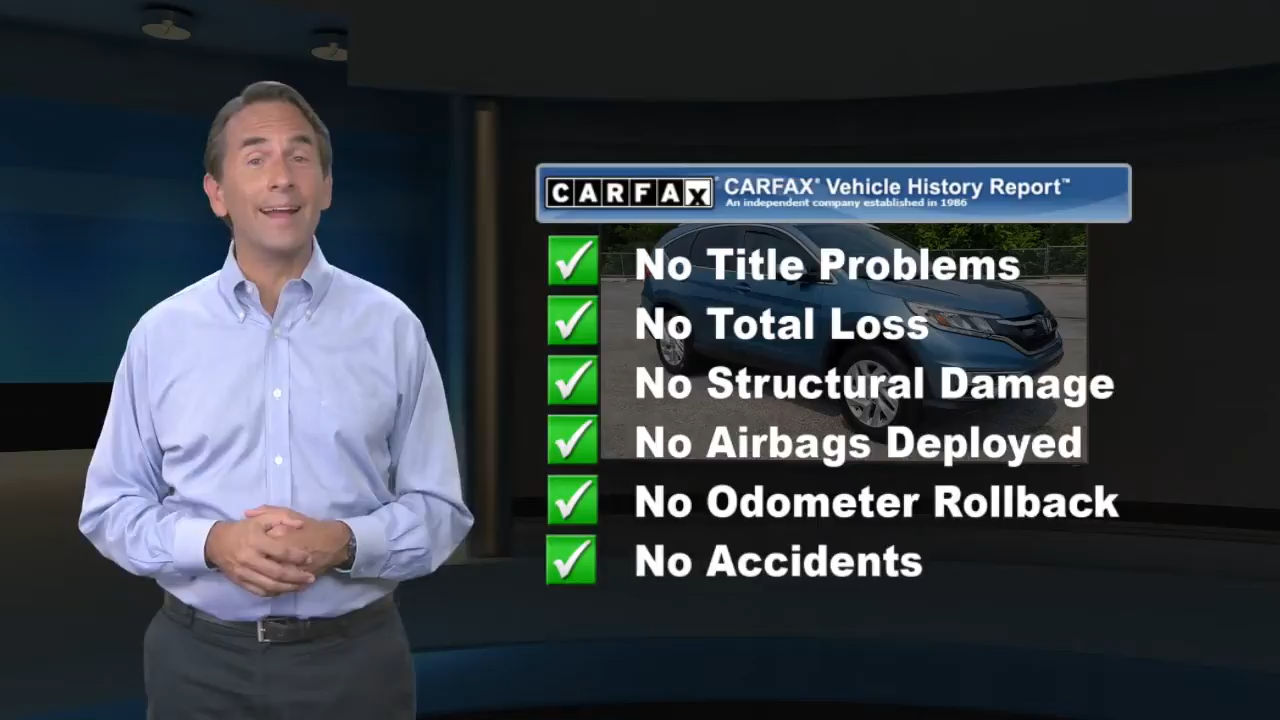 CARFAX® CARFAX® Vehicle History Report™
An independent company established in 1986
No Title Problems
No Total Loss
No Structural Damage
No Airbags Deployed
No Odometer Rollback
No Accidents